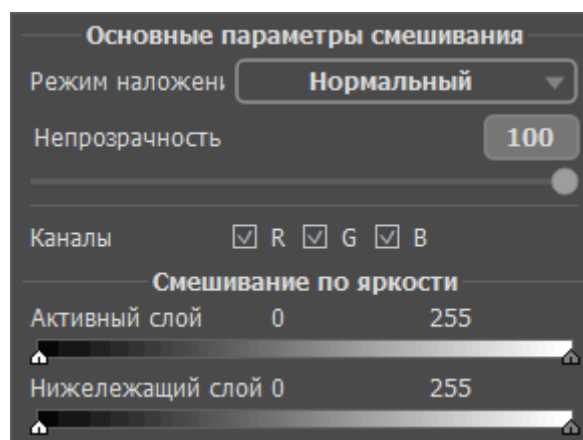 Основные параметры смешивания
Режим наложени Нормальный
Непрозрачность 100
Каналы R G B
Смешивание по яркости
Активный слой 0 255
Нижележащий слой 0 255